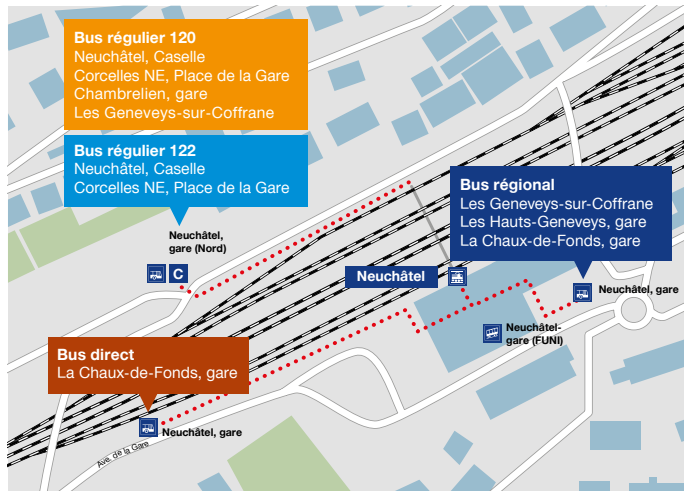 Bus régulier 120
Neuchâtel, Caselle
Corcelles NE, Place de la Gare
Chambrelien, gare
Les Geneveys-sur-Coffrane
Bus régulier 122
Neuchâtel, Caselle
Corcelles NE, Place de la Gare
Bus régional
Les Geneveys-sur-Coffrane
Les Hauts-Geneveys, gare
La Chaux-de-Fonds, gare
Neuchâtel,
gare (Nord)
C
Neuchâtel
Neuchâtel, gare
Neuchâtel-
gare (FUNI)
Bus direct
La Chaux-de-Fonds, gare
Neuchâtel, gare
Ave. de la Gare